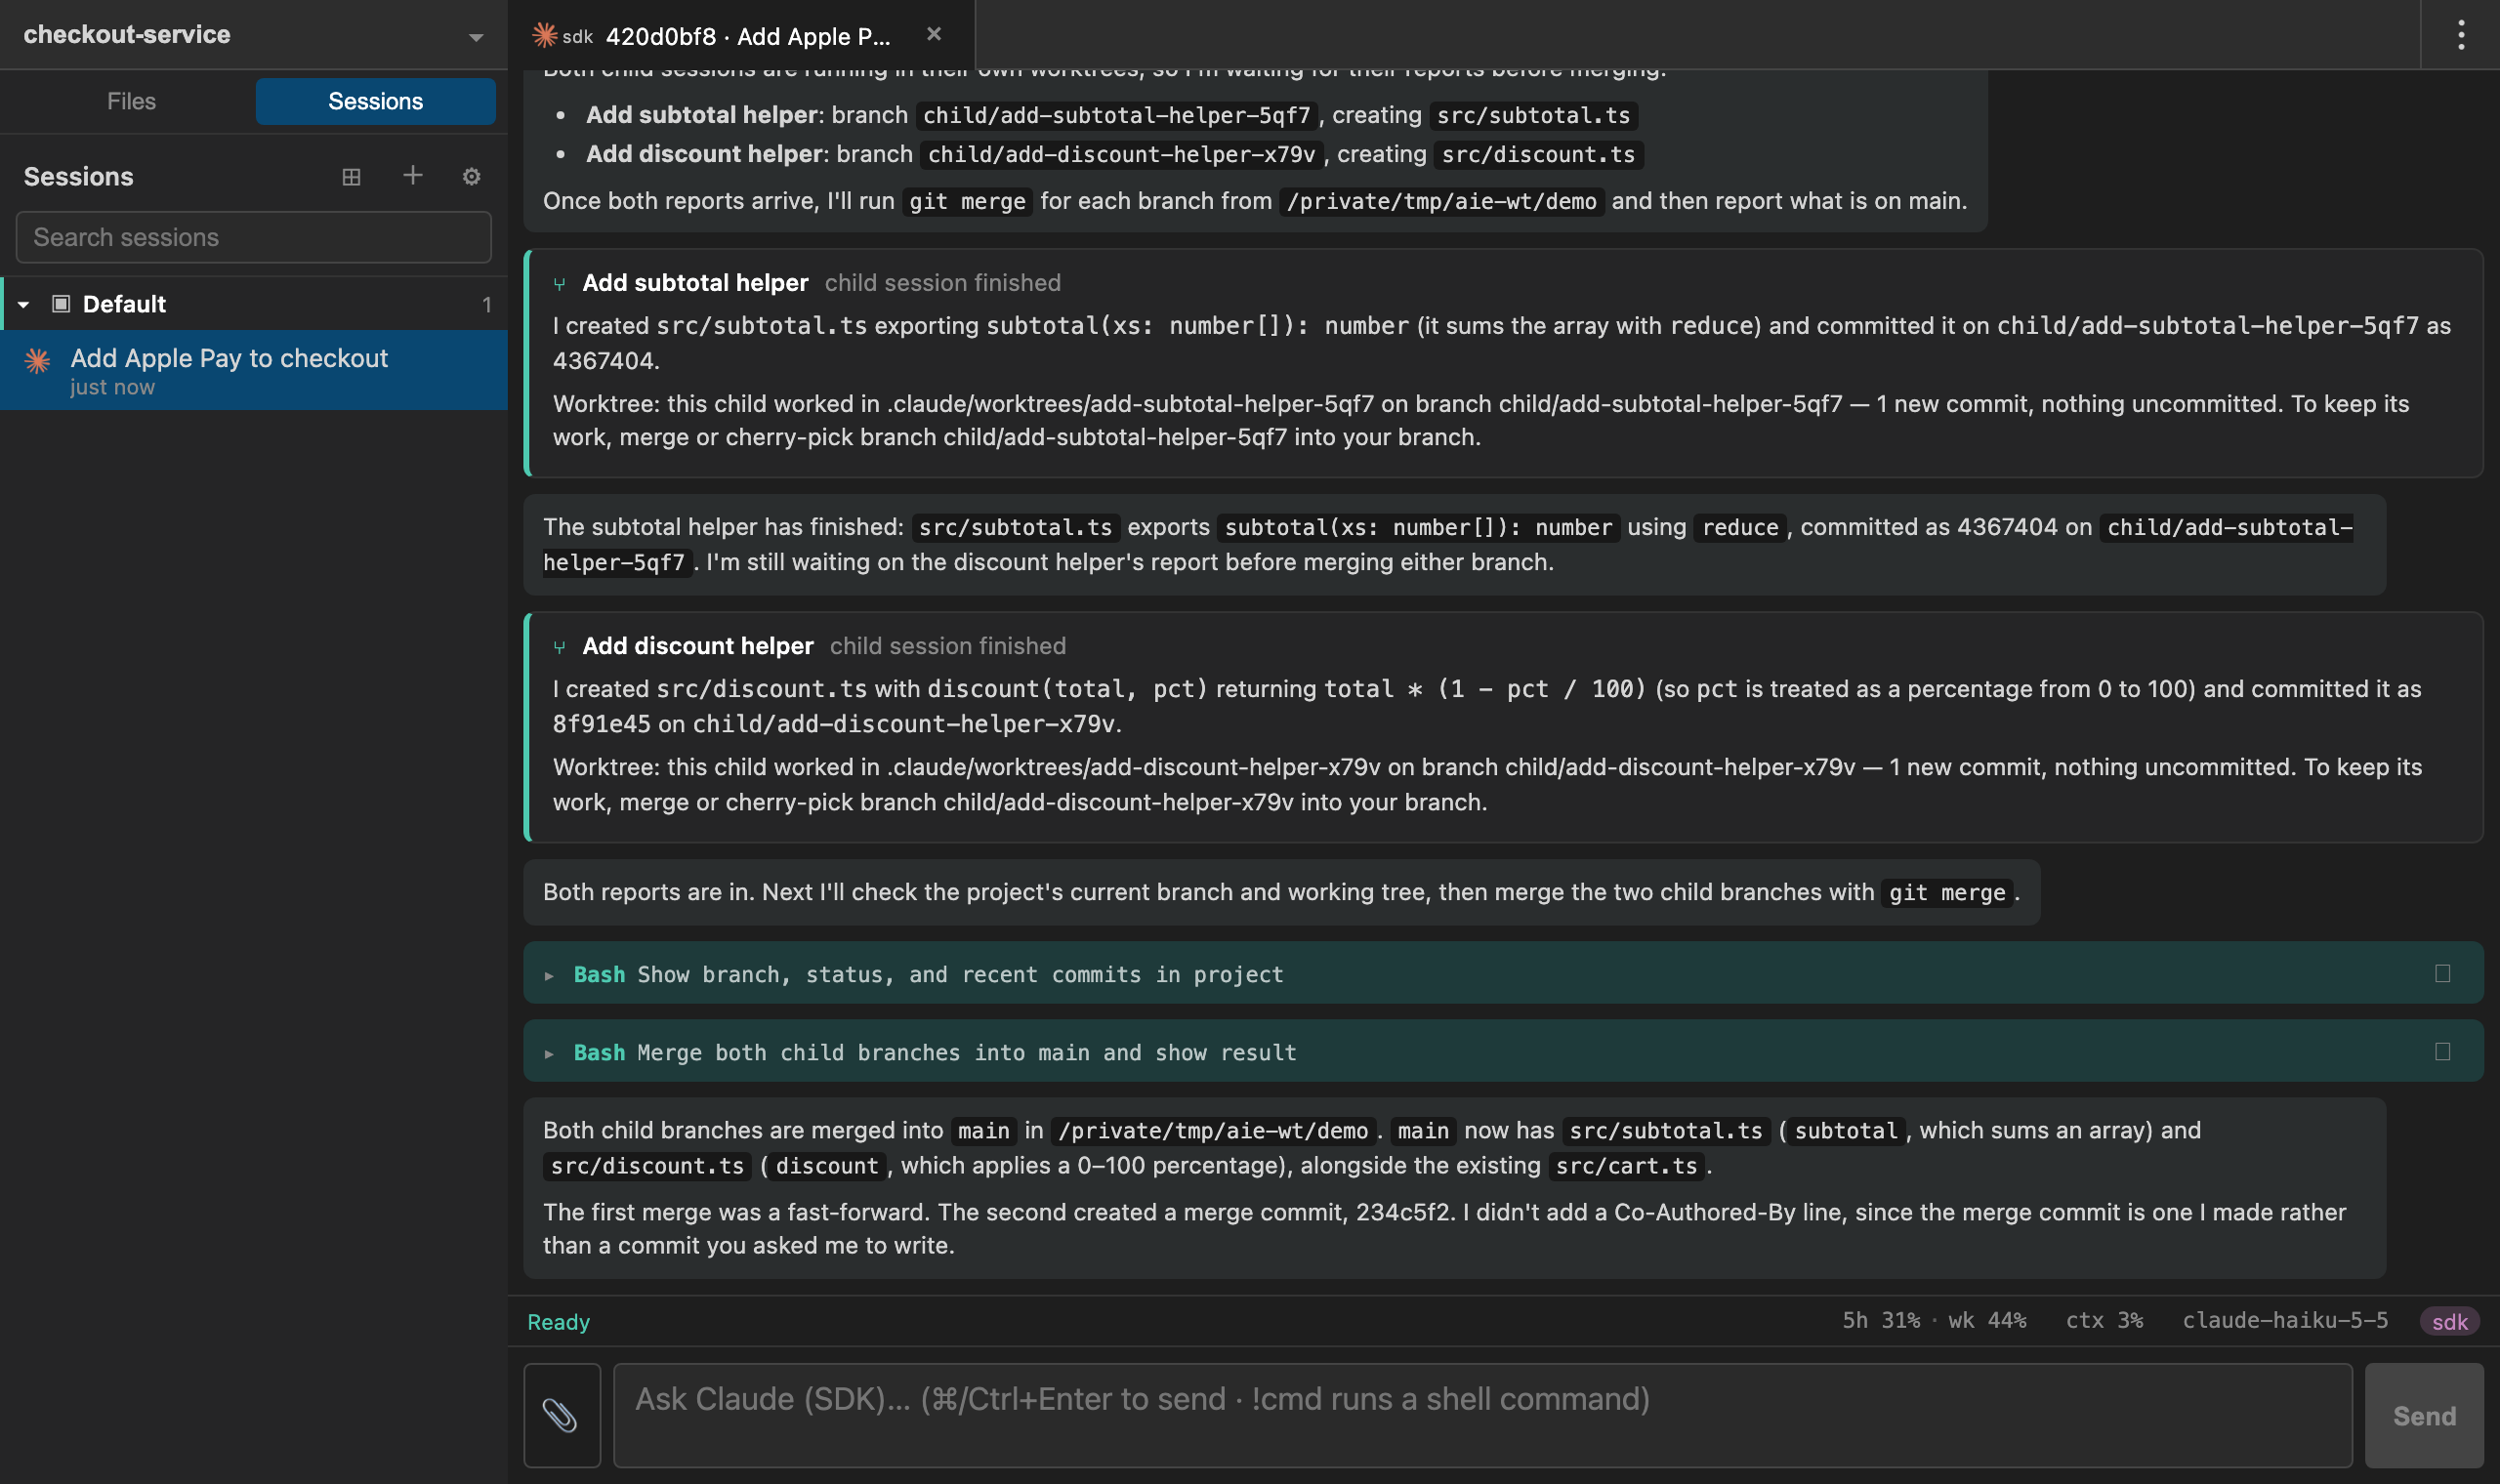 checkout-service
Files
Sessions
Sessions
Search sessions
Default
1
Add Apple Pay to checkout
just now
sdk 420d0bf8 · Add Apple P...
Both child sessions are running in their own worktrees, so I'm waiting for their reports before merging.
• Add subtotal helper: branch child/add-subtotal-helper-5qf7, creating src/subtotal.ts
• Add discount helper: branch child/add-discount-helper-x79v, creating src/discount.ts
Once both reports arrive, I'll run git merge for each branch from /private/tmp/aie-wt/demo and then report what is on main.
Add subtotal helper child session finished
I created src/subtotal.ts exporting subtotal(xs: number[]): number (it sums the array with reduce) and committed it on child/add-subtotal-helper-5qf7 as
4367404.
Worktree: this child worked in .claude/worktrees/add-subtotal-helper-5qf7 on branch child/add-subtotal-helper-5qf7 — 1 new commit, nothing uncommitted. To keep its
work, merge or cherry-pick branch child/add-subtotal-helper-5qf7 into your branch.
The subtotal helper has finished: src/subtotal.ts exports subtotal(xs: number[]): number using reduce, committed as 4367404 on child/add-subtotal-
helper-5qf7. I'm still waiting on the discount helper's report before merging either branch.
Add discount helper child session finished
I created src/discount.ts with discount(total, pct) returning total * (1 - pct / 100) (so pct is treated as a percentage from 0 to 100) and committed it as
8f91e45 on child/add-discount-helper-x79v.
Worktree: this child worked in .claude/worktrees/add-discount-helper-x79v on branch child/add-discount-helper-x79v — 1 new commit, nothing uncommitted. To keep its
work, merge or cherry-pick branch child/add-discount-helper-x79v into your branch.
Both reports are in. Next I'll check the project's current branch and working tree, then merge the two child branches with git merge.
Bash Show branch, status, and recent commits in project
Bash Merge both child branches into main and show result
Both child branches are merged into main in /private/tmp/aie-wt/demo. main now has src/subtotal.ts (subtotal, which sums an array) and
src/discount.ts (discount, which applies a 0–100 percentage), alongside the existing src/cart.ts.
The first merge was a fast-forward. The second created a merge commit, 234c5f2. I didn't add a Co-Authored-By line, since the merge commit is one I made rather
than a commit you asked me to write.
Ready
5h 31% · wk 44% ctx 3% claude-haiku-5-5 sdk
Ask Claude (SDK)... (⌘/Ctrl+Enter to send · !cmd runs a shell command)
Send